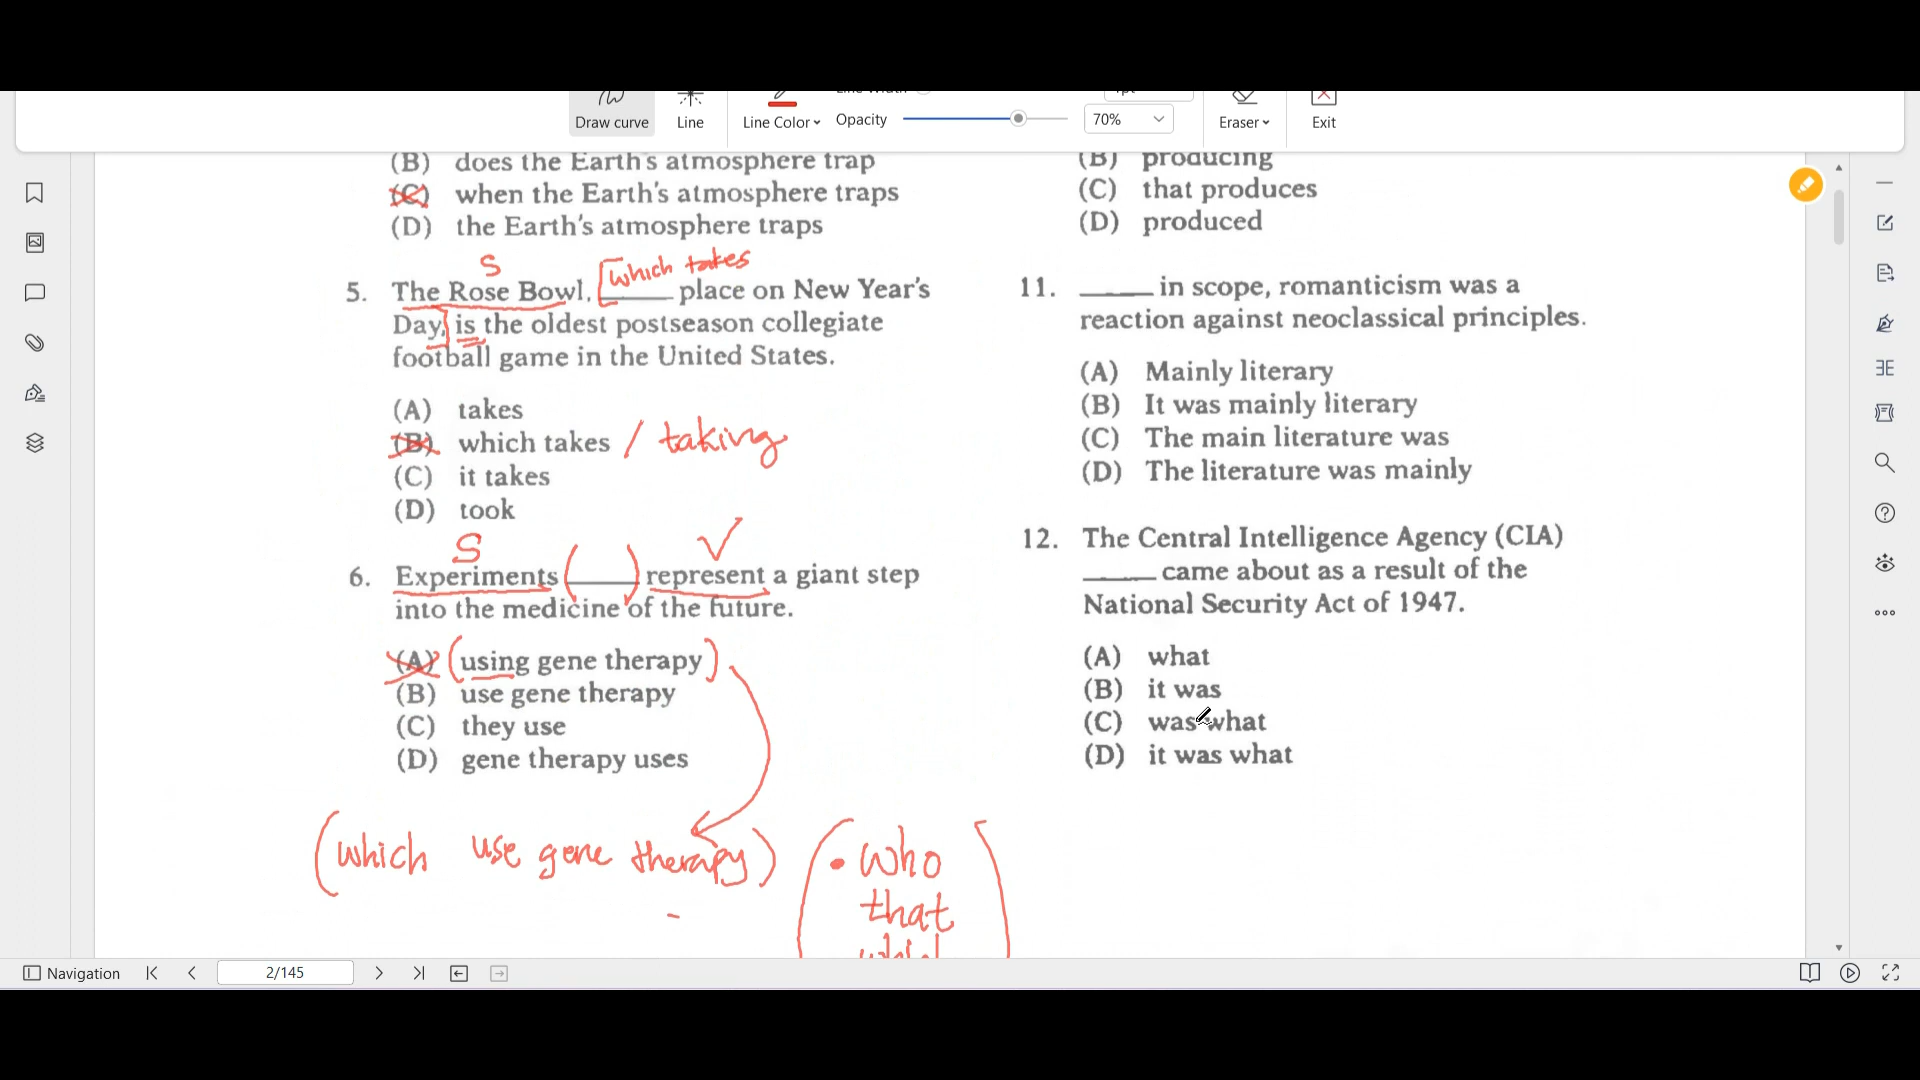 Draw curve
Line
Line Color
Opacity
70%
Eraser
Exit
(B) does the Earth's atmosphere trap
(C) when the Earth's atmosphere traps
(D) the Earth's atmosphere traps
S
which takes
5. The Rose Bowl, ____ place on New Year's
Day, is the oldest postseason collegiate
football game in the United States.
(A) takes
(B) which takes / taking
(C) it takes
(D) took
S V
6. Experiments (____) represent a giant step
into the medicine of the future.
(A) (using gene therapy)
(B) use gene therapy
(C) they use
(D) gene therapy uses
(which use gene therapy)
• who
that
(B) producing
(C) that produces
(D) produced
11. ____ in scope, romanticism was a
reaction against neoclassical principles.
(A) Mainly literary
(B) It was mainly literary
(C) The main literature was
(D) The literature was mainly
12. The Central Intelligence Agency (CIA)
____ came about as a result of the
National Security Act of 1947.
(A) what
(B) it was
(C) was what
(D) it was what
Navigation
2/145